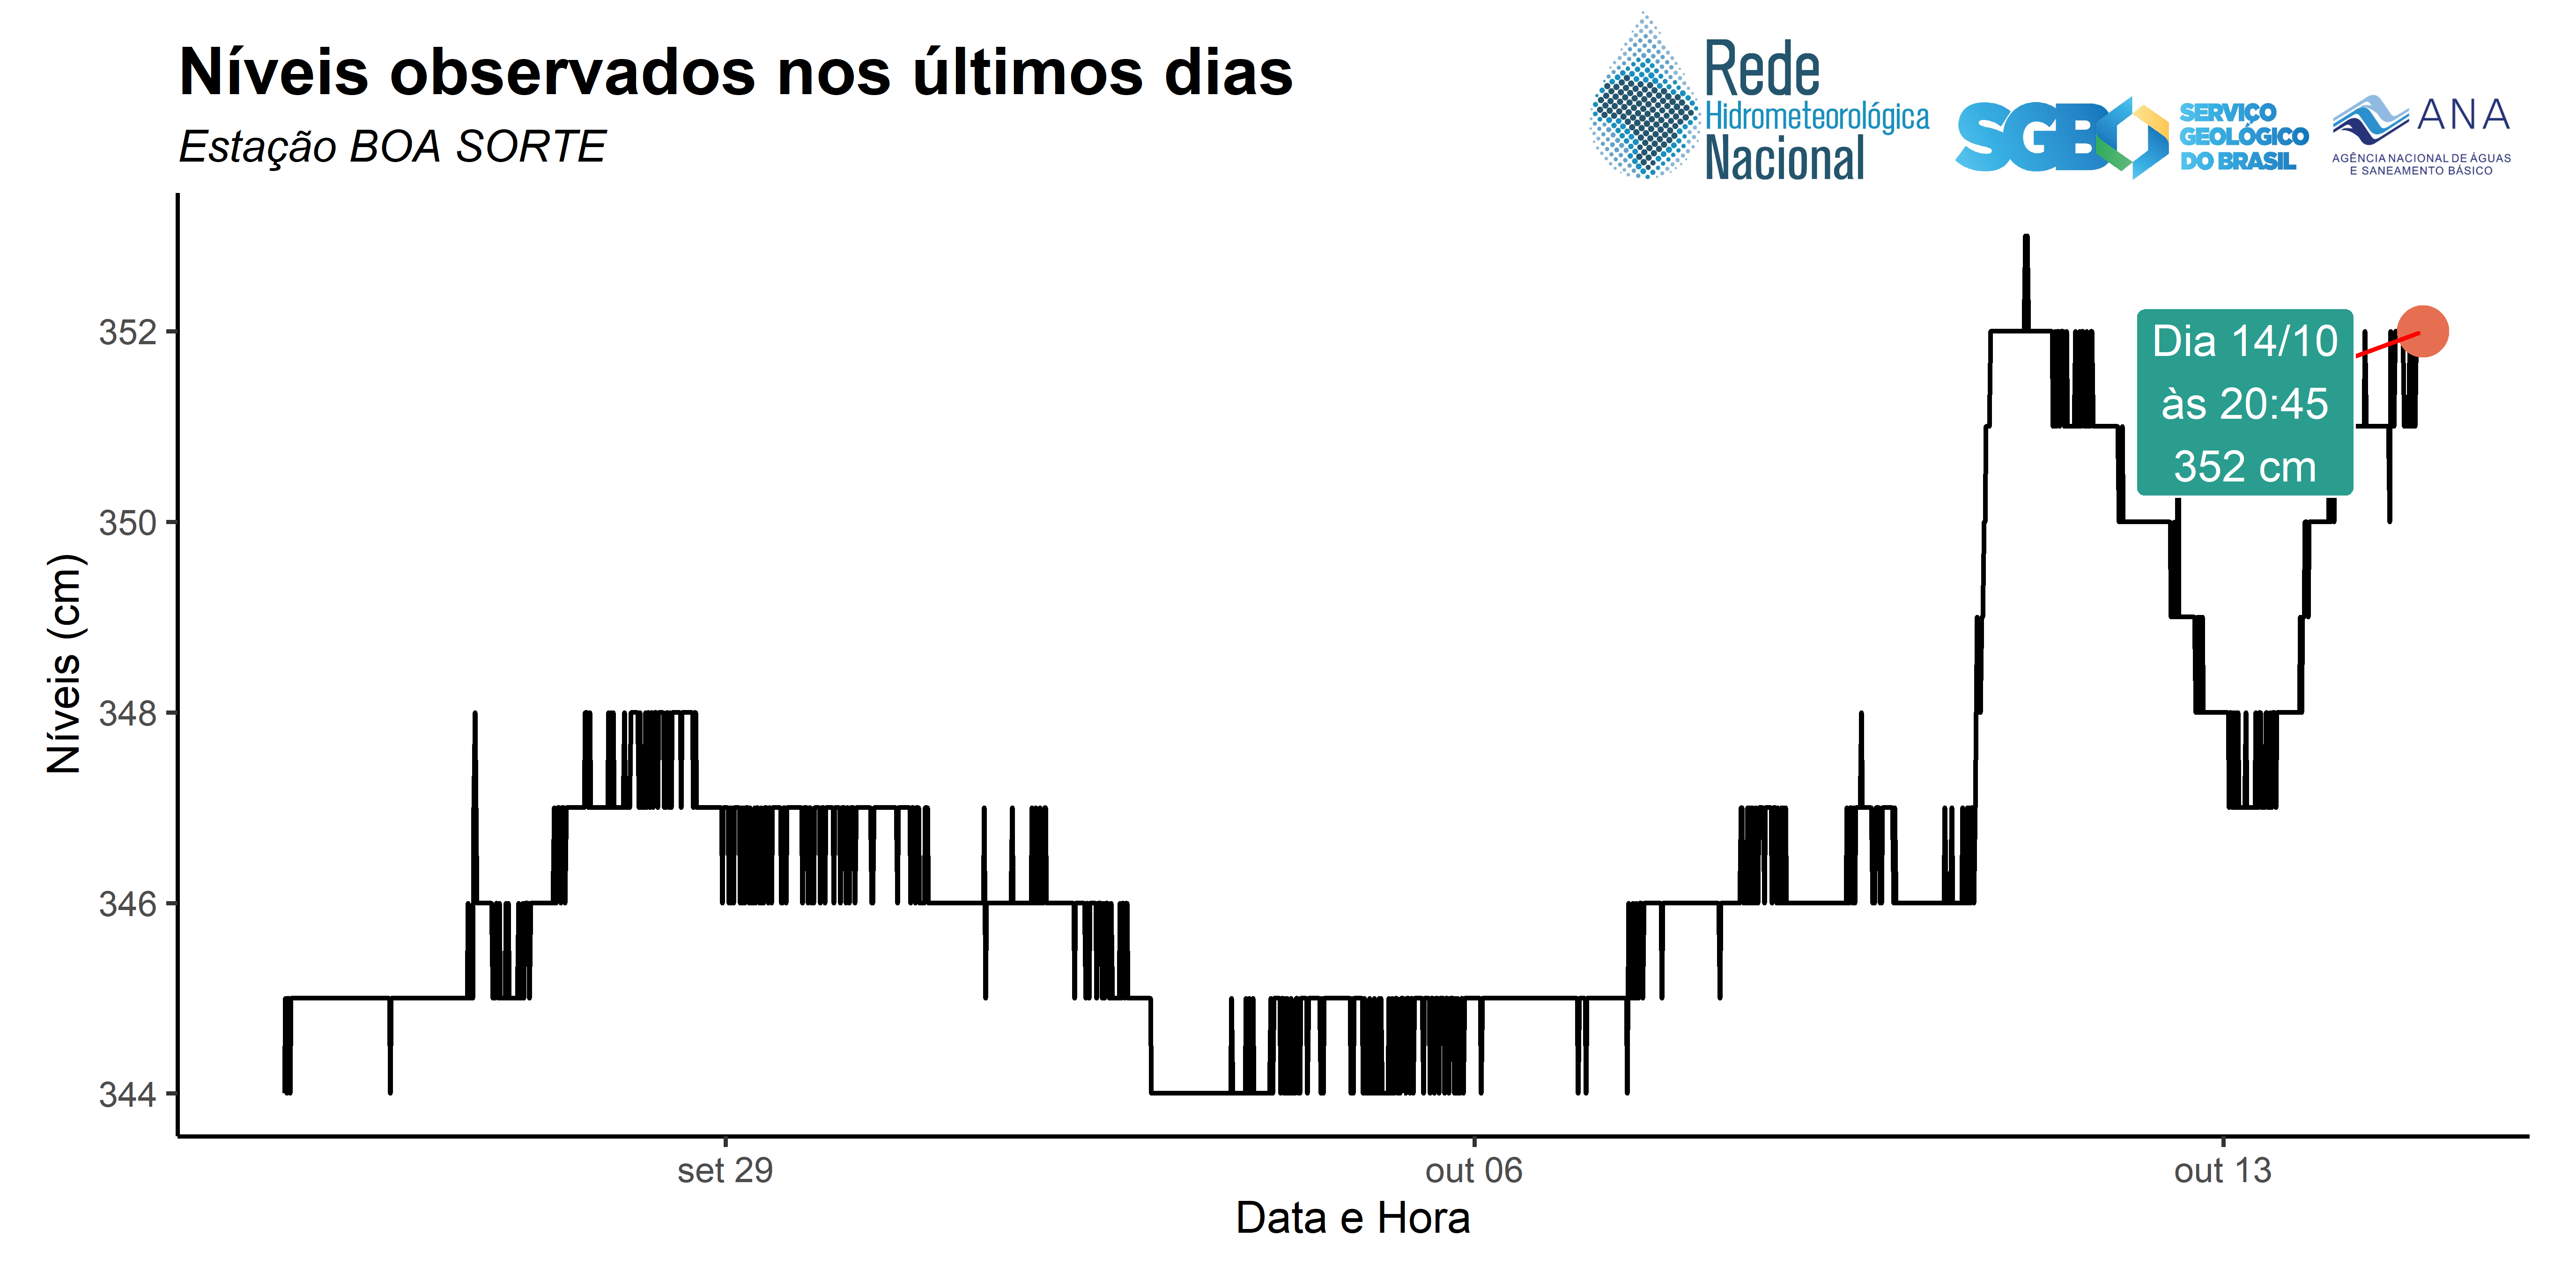 Níveis observados nos últimos dias
Estação BOA SORTE
Rede
Hidrometeorológica
Nacional
SGB
SERVIÇO
GEOLÓGICO
DO BRASIL
ANA
AGÊNCIA NACIONAL DE ÁGUAS
E SANEAMENTO BÁSICO
Níveis (cm)
352
350
348
346
344
Dia 14/10
às 20:45
352 cm
set 29
out 06
out 13
Data e Hora